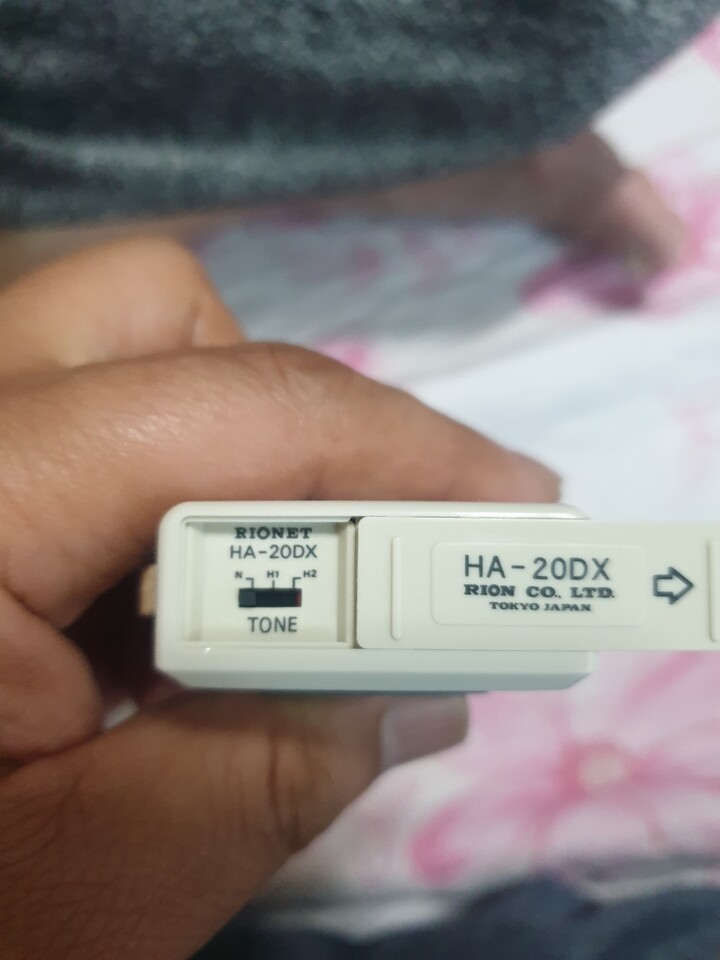 RIONET
HA-20DX
N H1 H2
TONE
HA-20DX
RION CO., LTD.
TOKYO JAPAN